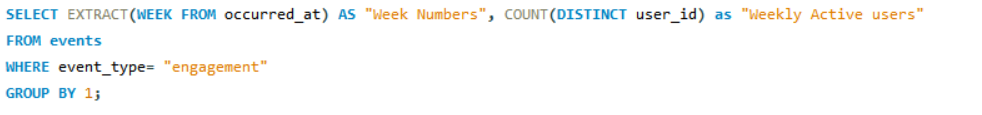 SELECT EXTRACT(WEEK FROM occurred_at) AS "Week Numbers", COUNT(DISTINCT user_id) as "Weekly Active users"
FROM events
WHERE event_type= "engagement"
GROUP BY 1;